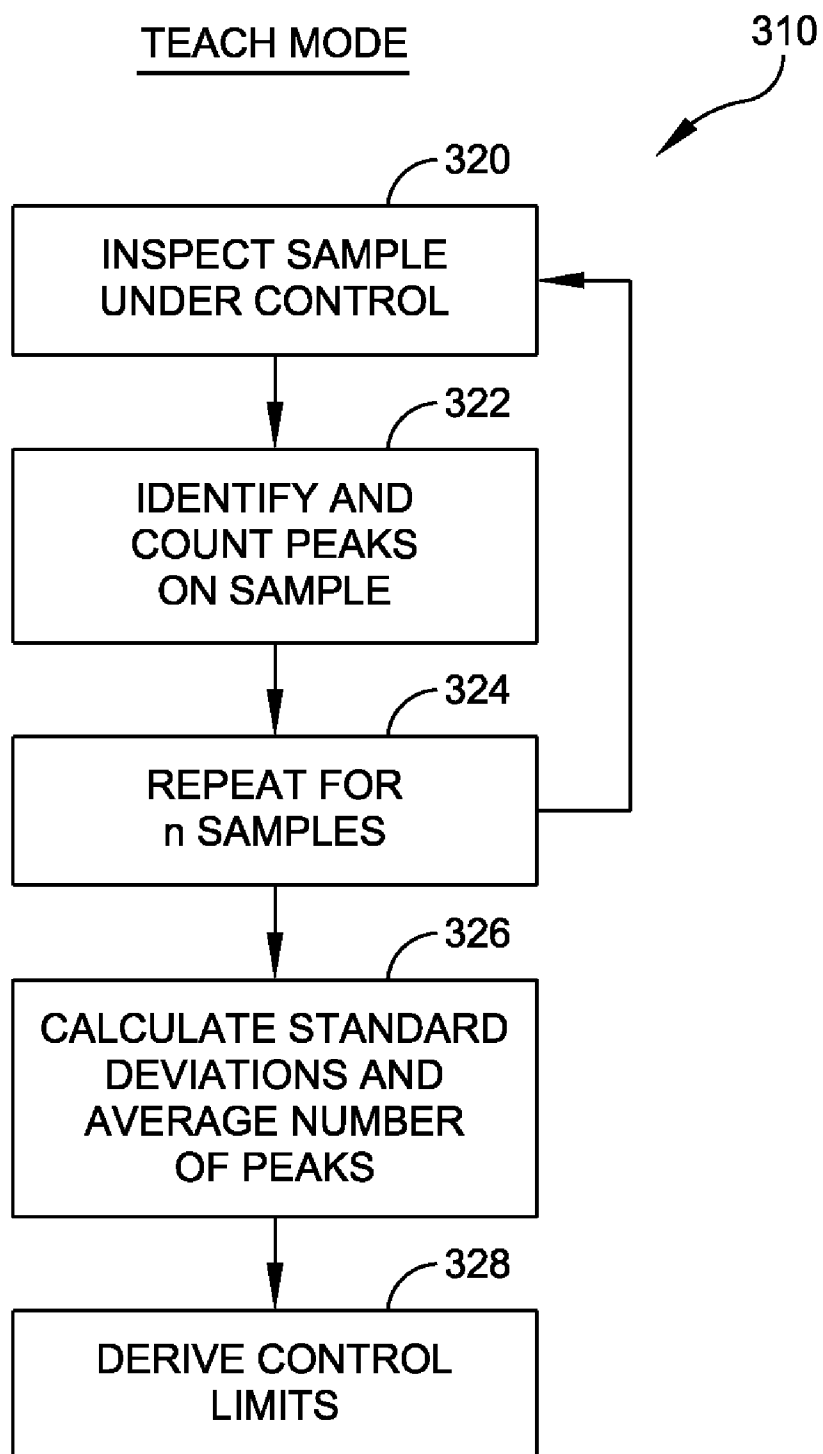 TEACH MODE
310
320
INSPECT SAMPLE
UNDER CONTROL
322
IDENTIFY AND
COUNT PEAKS
ON SAMPLE
324
REPEAT FOR
n SAMPLES
326
CALCULATE STANDARD
DEVIATIONS AND
AVERAGE NUMBER
OF PEAKS
328
DERIVE CONTROL
LIMITS